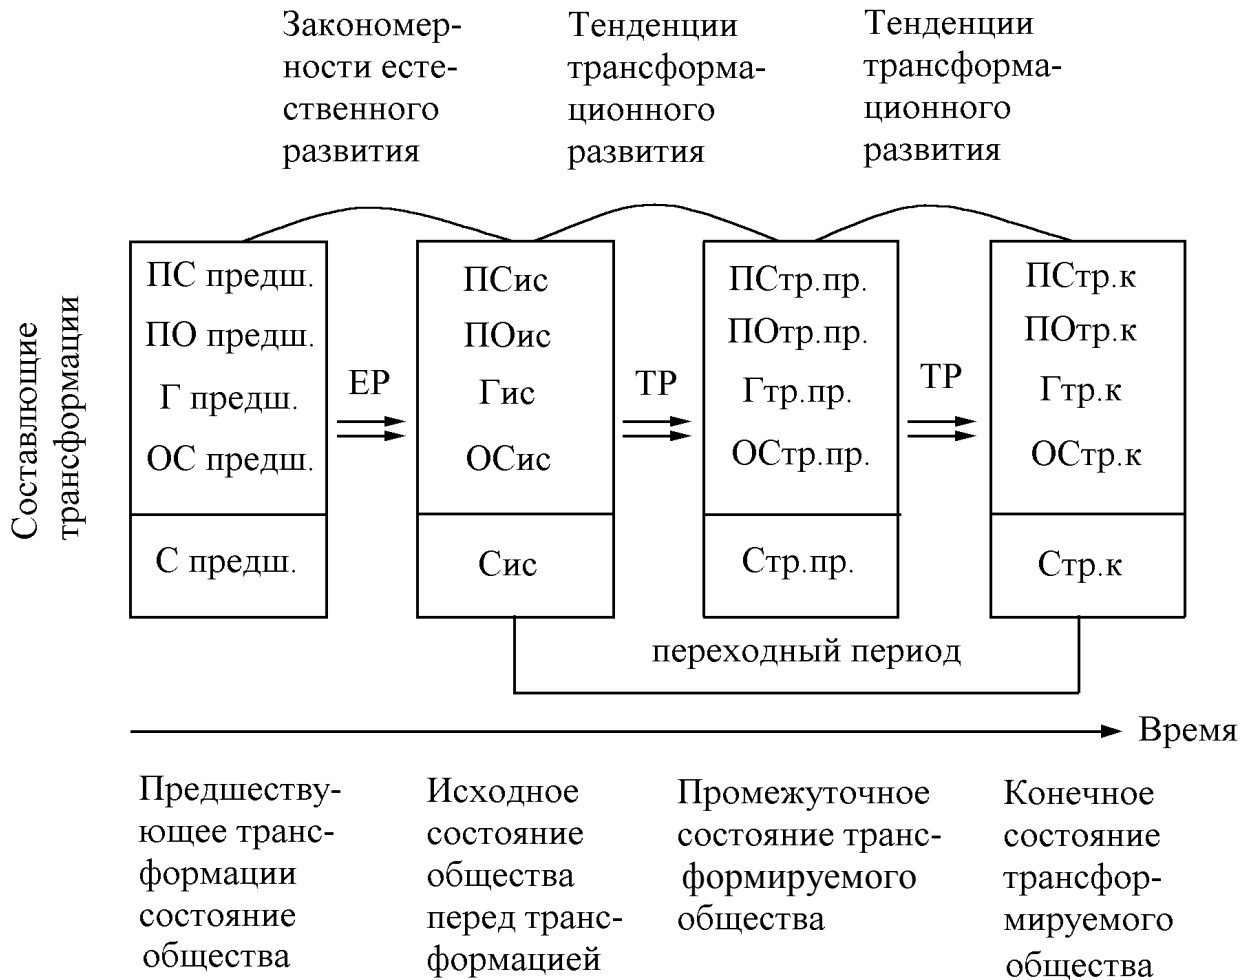 Закономер-
ности есте-
ственного
развития
Тенденции
трансформа-
ционного
развития
Тенденции
трансформа-
ционного
развития
Составлющие
трансформации
ПС предш.
ПО предш.
Г предш.
ОС предш.
С предш.
ЕР
ПСис
ПОис
Гис
ОСис
Сис
ТР
ПСтр.пр.
ПОтр.пр.
Гтр.пр.
ОСтр.пр.
Стр.пр.
ТР
ПСтр.к
ПОтр.к
Гтр.к
ОСтр.к
Стр.к
переходный период
Время
Предшеству-
ющее транс-
формации
состояние
общества
Исходное
состояние
общества
перед транс-
формацией
Промежуточное
состояние транс-
формируемого
общества
Конечное
состояние
трансфор-
мируемого
общества